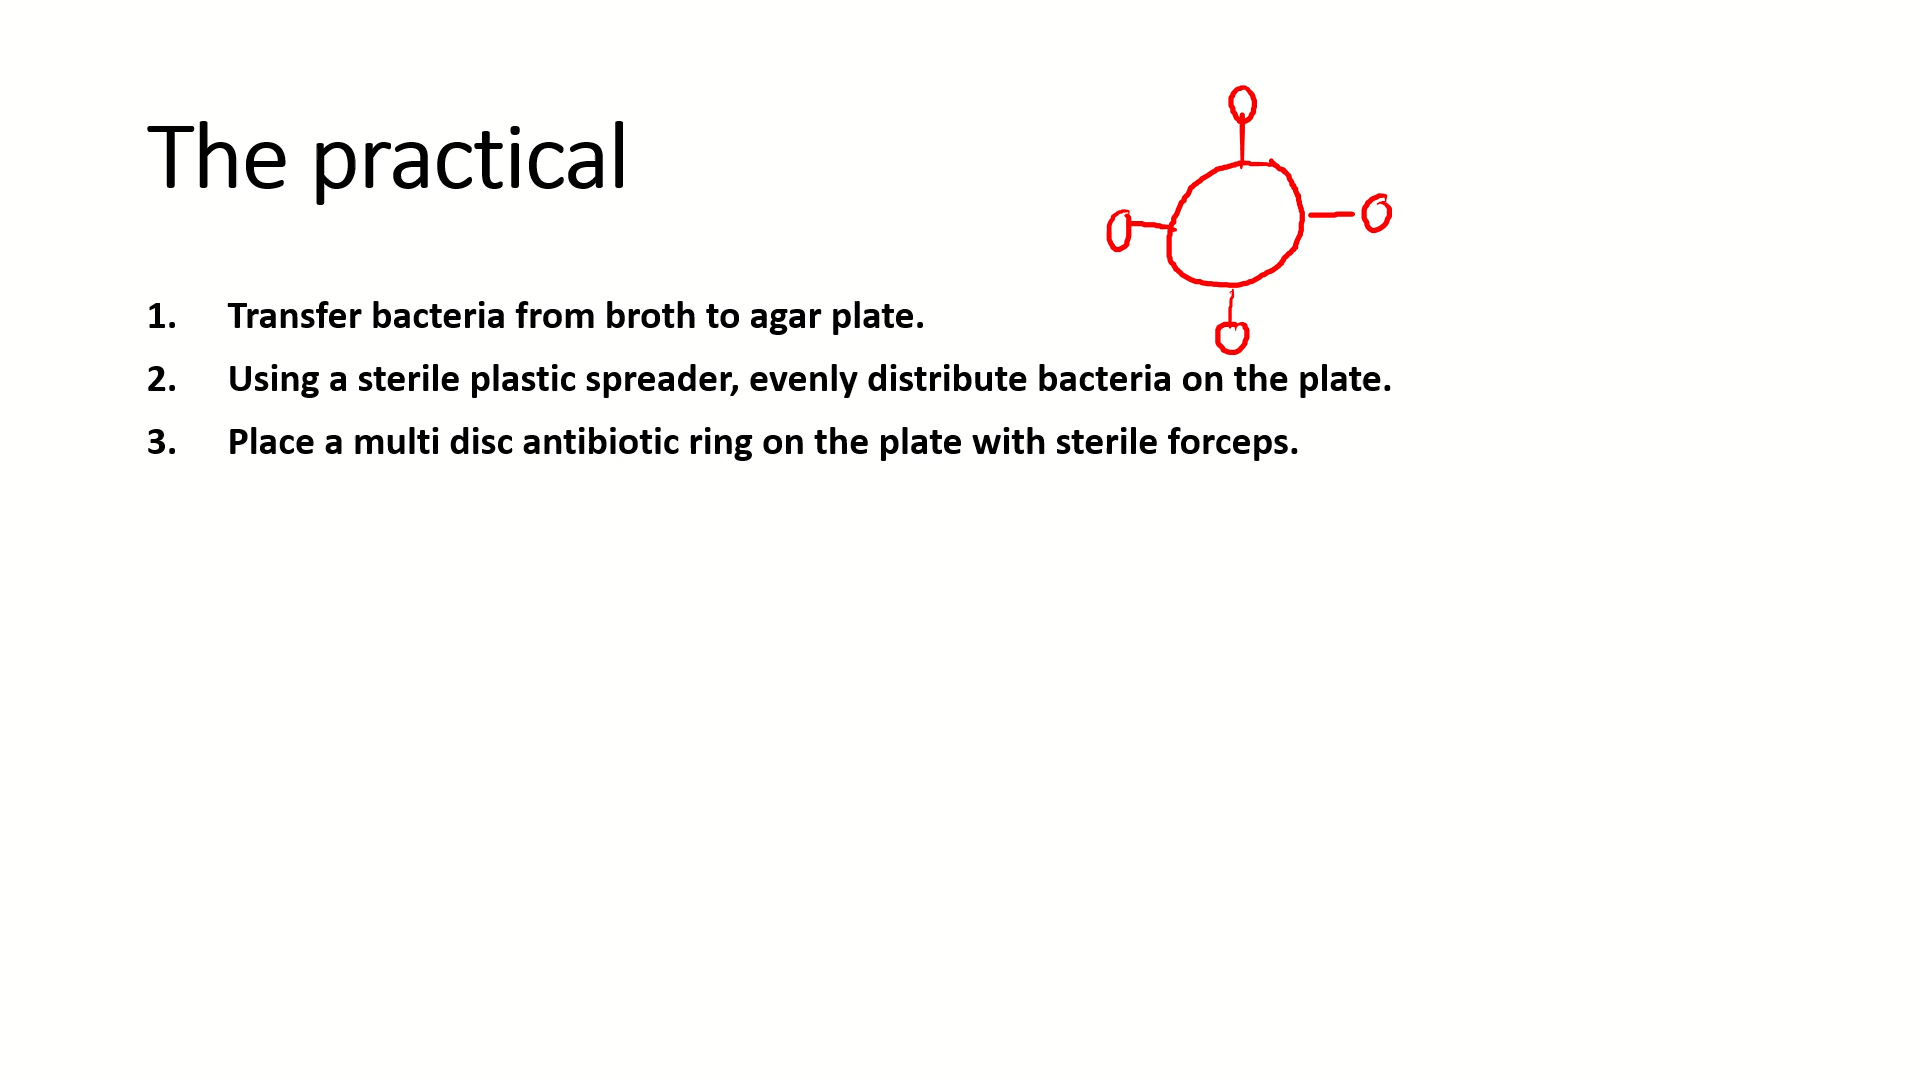 The practical
1. Transfer bacteria from broth to agar plate.
2. Using a sterile plastic spreader, evenly distribute bacteria on the plate.
3. Place a multi disc antibiotic ring on the plate with sterile forceps.